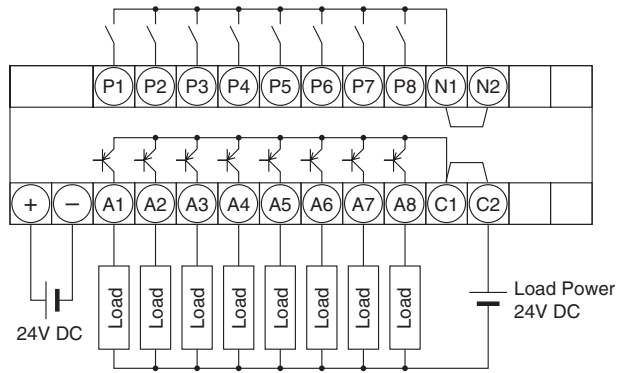 P1 P2 P3 P4 P5 P6 P7 P8 N1 N2
+ − A1 A2 A3 A4 A5 A6 A7 A8 C1 C2
Load Load Load Load Load Load Load Load
24V DC
Load Power
24V DC